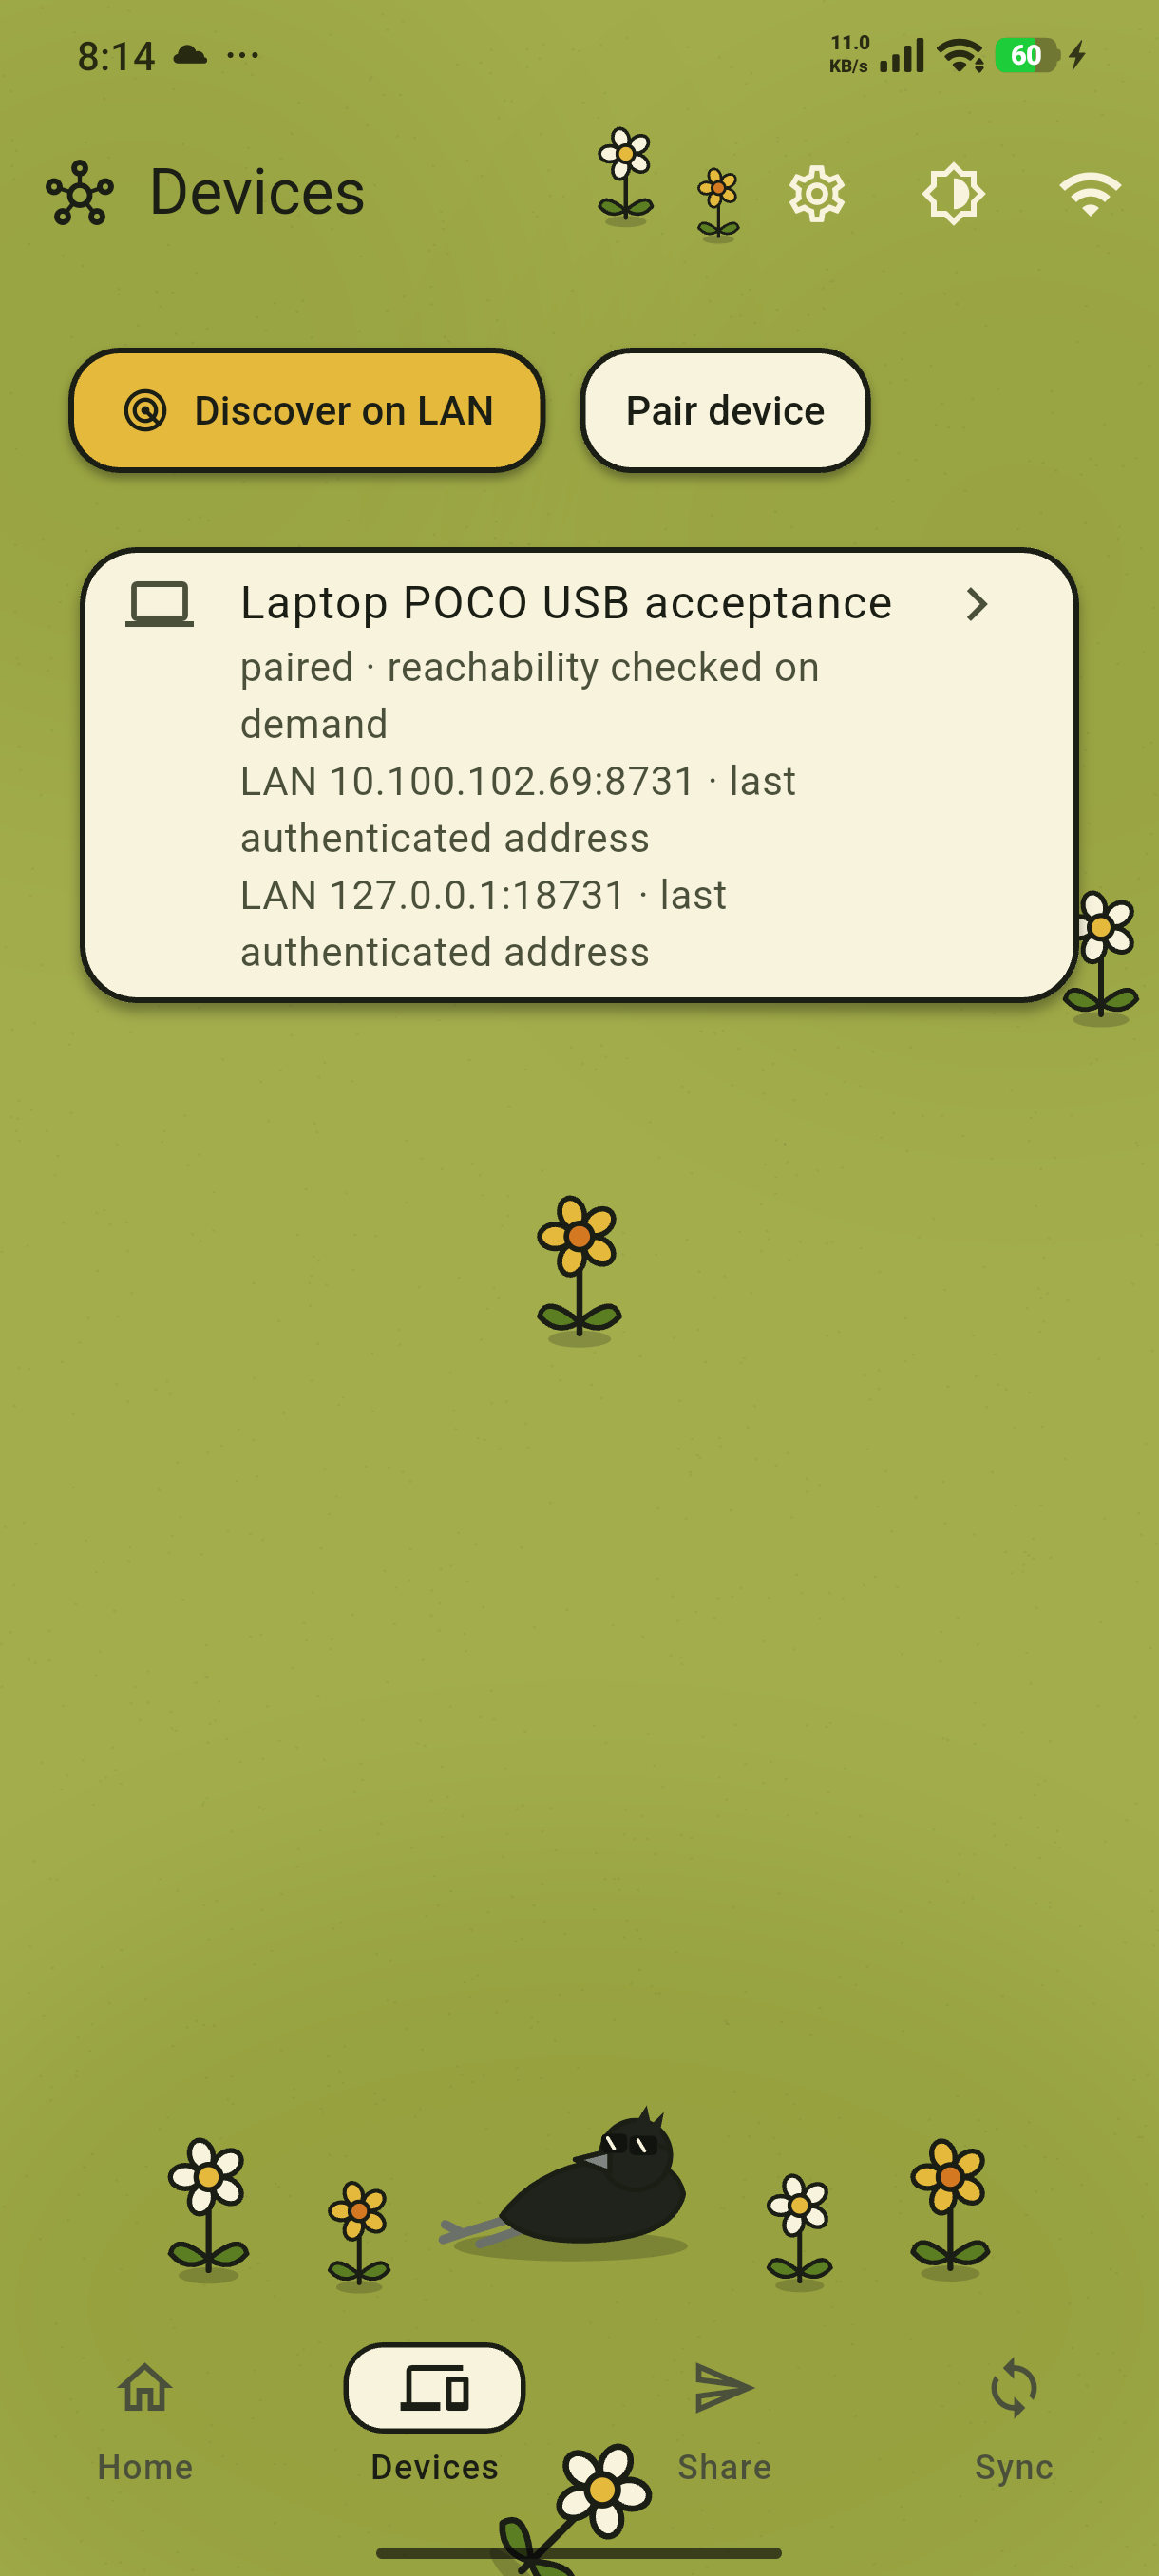 8:14
11.0
KB/s
60
Devices
Discover on LAN
Pair device
Laptop POCO USB acceptance
paired · reachability checked on
demand
LAN 10.100.102.69:8731 · last
authenticated address
LAN 127.0.0.1:18731 · last
authenticated address
Home
Devices
Share
Sync